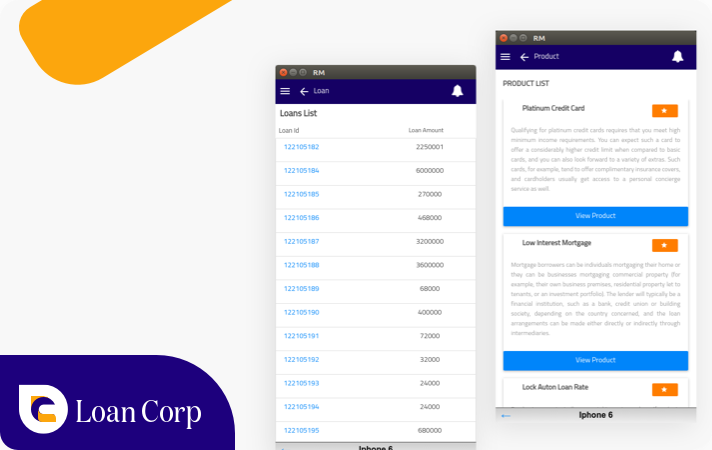 RM
Loan
Loans List
Loan Id Loan Amount
122105182 2250001
122105184 6000000
122105185 270000
122105186 468000
122105187 3200000
122105188 3600000
122105189 68000
122105190 400000
122105191 72000
122105192 32000
122105193 24000
122105194 24000
122105195 680000
Iphone 6
RM
Product
PRODUCT LIST
Platinum Credit Card
Qualifying for platinum credit cards requires that you meet high
minimum income requirements. You can expect such a card to
offer a considerably higher credit limit when compared to basic
cards, and you can also look forward to a variety of extras. Such
cards, for example, tend to offer complimentary insurance covers,
and cardholders usually get access to a personal concierge
service as well.
View Product
Low Interest Mortgage
Mortgage borrowers can be individuals mortgaging their home or
they can be businesses mortgaging commercial property (for
example, their own business premises, residential property let to
tenants, or an investment portfolio). The lender will typically be a
financial institution, such as a bank, credit union or building
society, depending on the country concerned, and the loan
arrangements can be made either directly or indirectly through
intermediaries.
View Product
Lock Auton Loan Rate
Iphone 6
Loan Corp